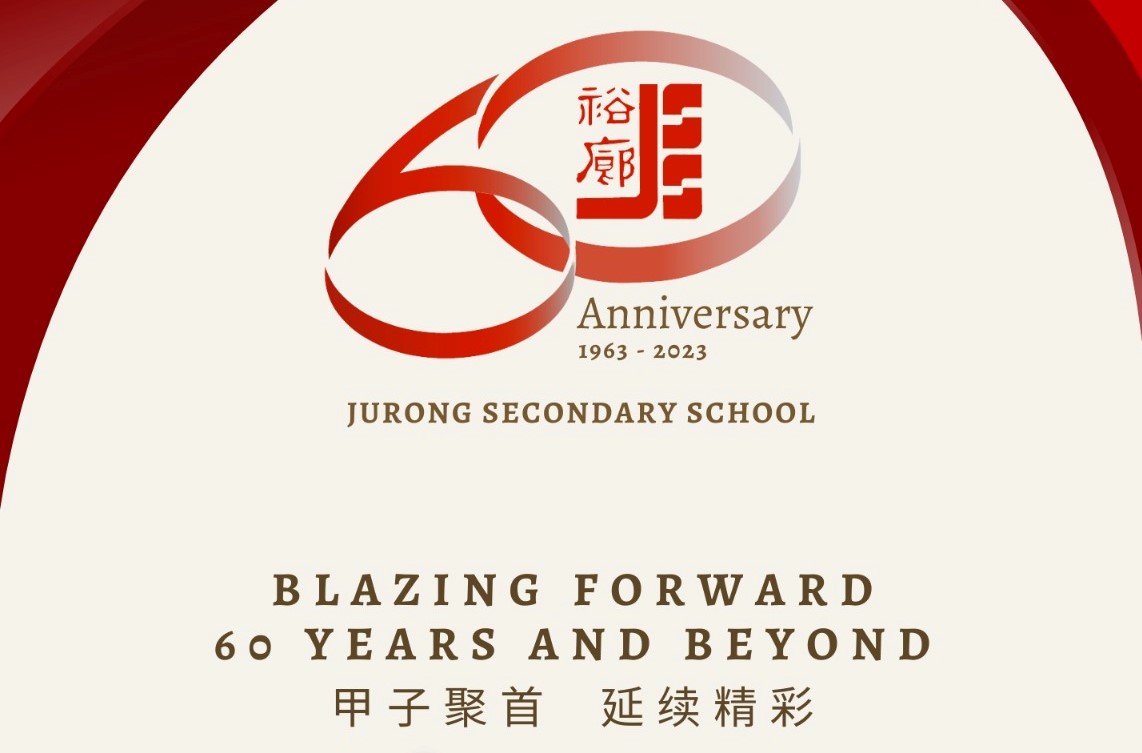 裕
廊
Anniversary
1963 - 2023
JURONG SECONDARY SCHOOL
BLAZING FORWARD
60 YEARS AND BEYOND
甲子聚首 延续精彩